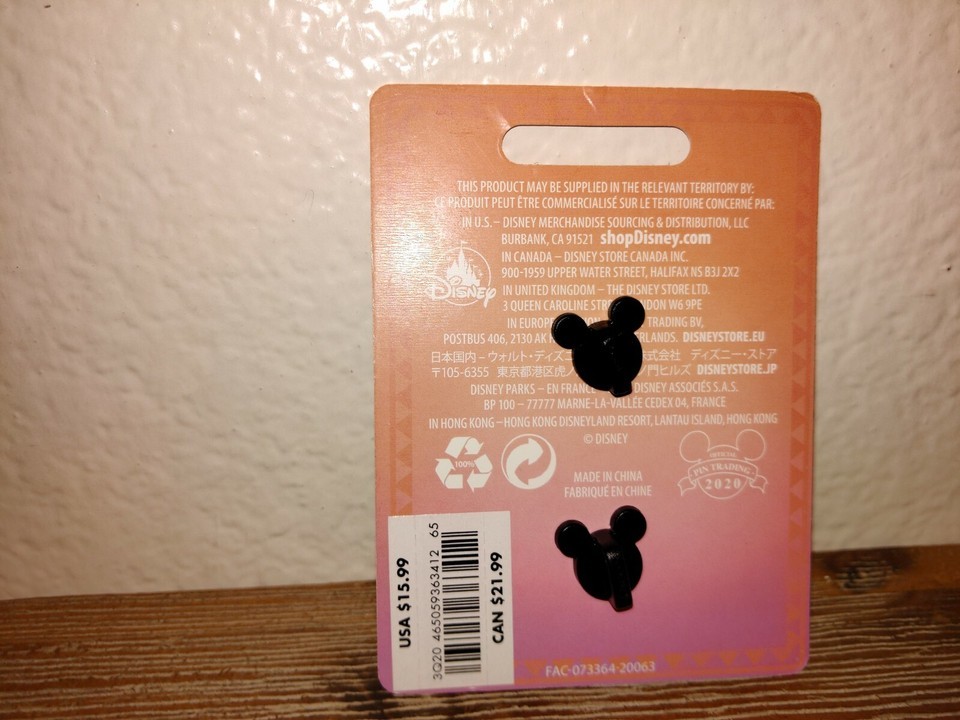 THIS PRODUCT MAY BE SUPPLIED IN THE RELEVANT TERRITORY BY:
CE PRODUIT PEUT ÊTRE COMMERCIALISÉ SUR LE TERRITOIRE CONCERNÉ PAR:
IN U.S. – DISNEY MERCHANDISE SOURCING & DISTRIBUTION, LLC
BURBANK, CA 91521 shopDisney.com
IN CANADA – DISNEY STORE CANADA INC.
900-1959 UPPER WATER STREET, HALIFAX NS B3J 2X2
Disney
IN UNITED KINGDOM – THE DISNEY STORE LTD.
3 QUEEN CAROLINE LONDON W6 9PE
IN EUROPE TRADING BV,
POSTBUS 406, 2130 AK DISNEYSTORE.EU
日本国内 – ウォルト・ディズ 式会社 ディズニー・ストア
〒105-6355 東京都港区虎ノ 門ヒルズ DISNEYSTORE.JP
DISNEY PARKS – EN FRANCE DISNEY ASSOCIÉS S.A.S.
BP 100 – 77777 MARNE-LA-VALLÉE CEDEX 04, FRANCE
IN HONG KONG – HONG KONG DISNEYLAND RESORT, LANTAU ISLAND, HONG KONG
© DISNEY
100%
OFFICIAL
PIN TRADING
2020
MADE IN CHINA
FABRIQUÉ EN CHINE
USA $15.99
3Q20 465059363412 65
CAN $21.99
FAC-073364-20063